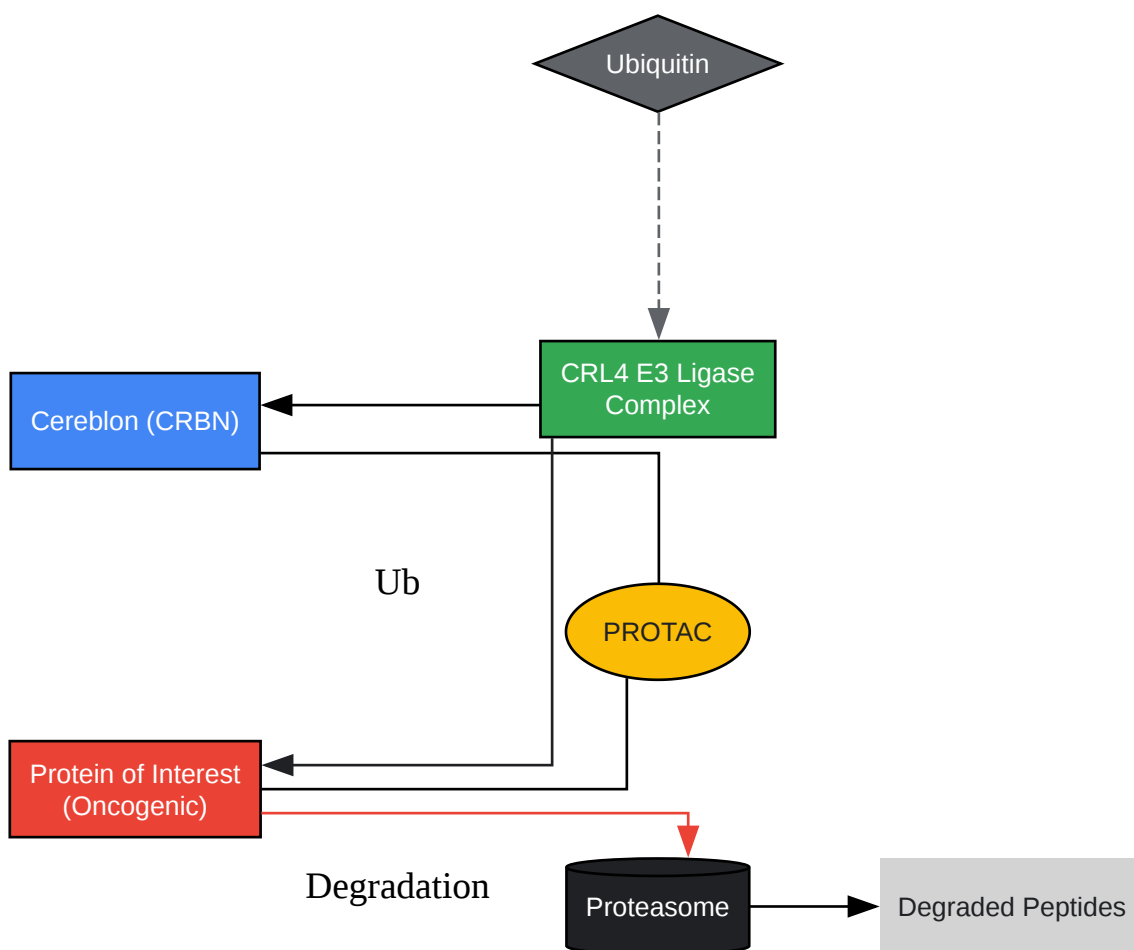 Ubiquitin
CRL4 E3 Ligase
Complex
Cereblon (CRBN)
Ub
PROTAC
Protein of Interest
(Oncogenic)
Degradation
Proteasome
Degraded Peptides